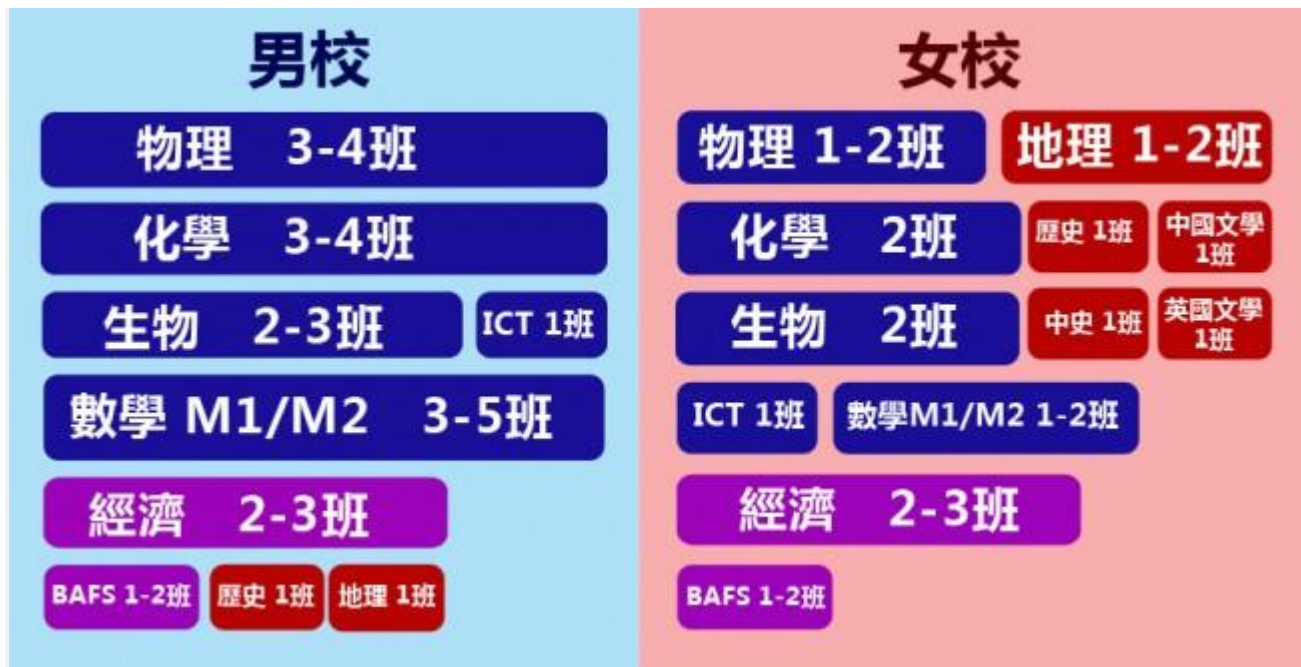 男校
物理 3-4班
化學 3-4班
生物 2-3班
ICT 1班
數學 M1/M2 3-5班
經濟 2-3班
BAFS 1-2班
歷史 1班
地理 1班
女校
物理 1-2班
地理 1-2班
化學 2班
歷史 1班
中國文學
1班
生物 2班
中史 1班
英國文學
1班
ICT 1班
數學M1/M2 1-2班
經濟 2-3班
BAFS 1-2班